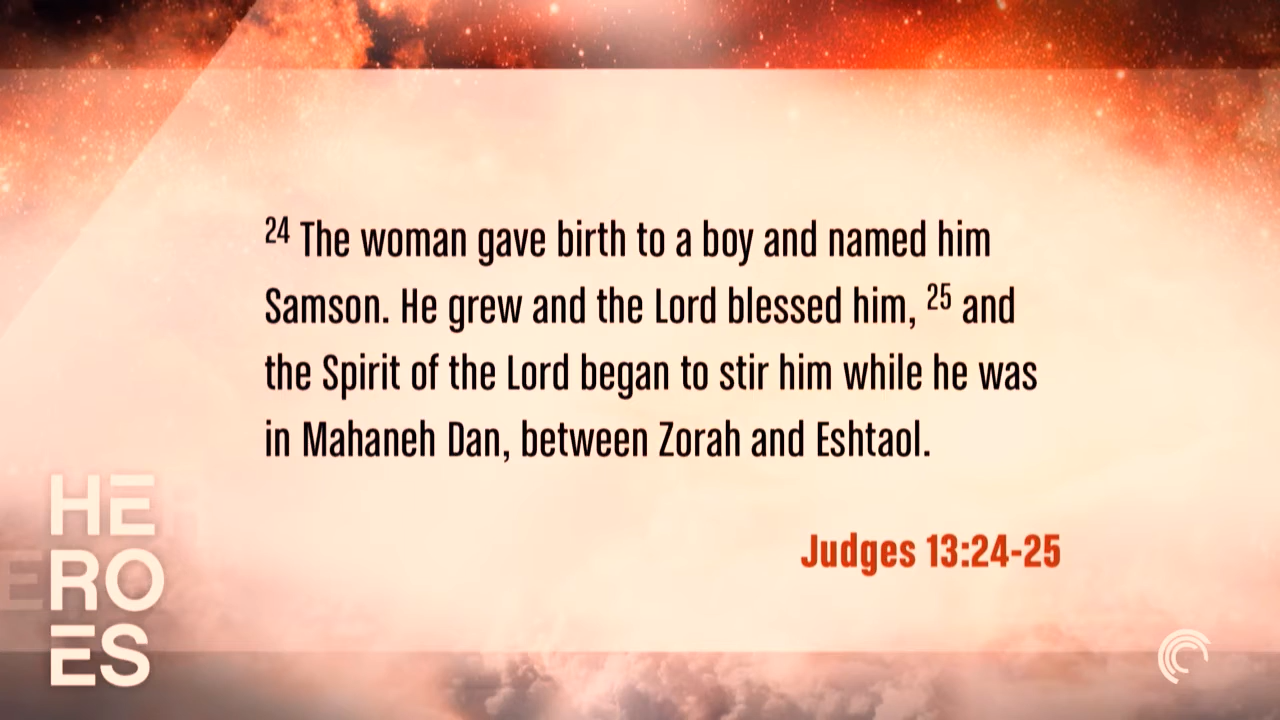 24 The woman gave birth to a boy and named him
Samson. He grew and the Lord blessed him, 25 and
the Spirit of the Lord began to stir him while he was
in Mahaneh Dan, between Zorah and Eshtaol.
Judges 13:24-25
HE
RO
ES